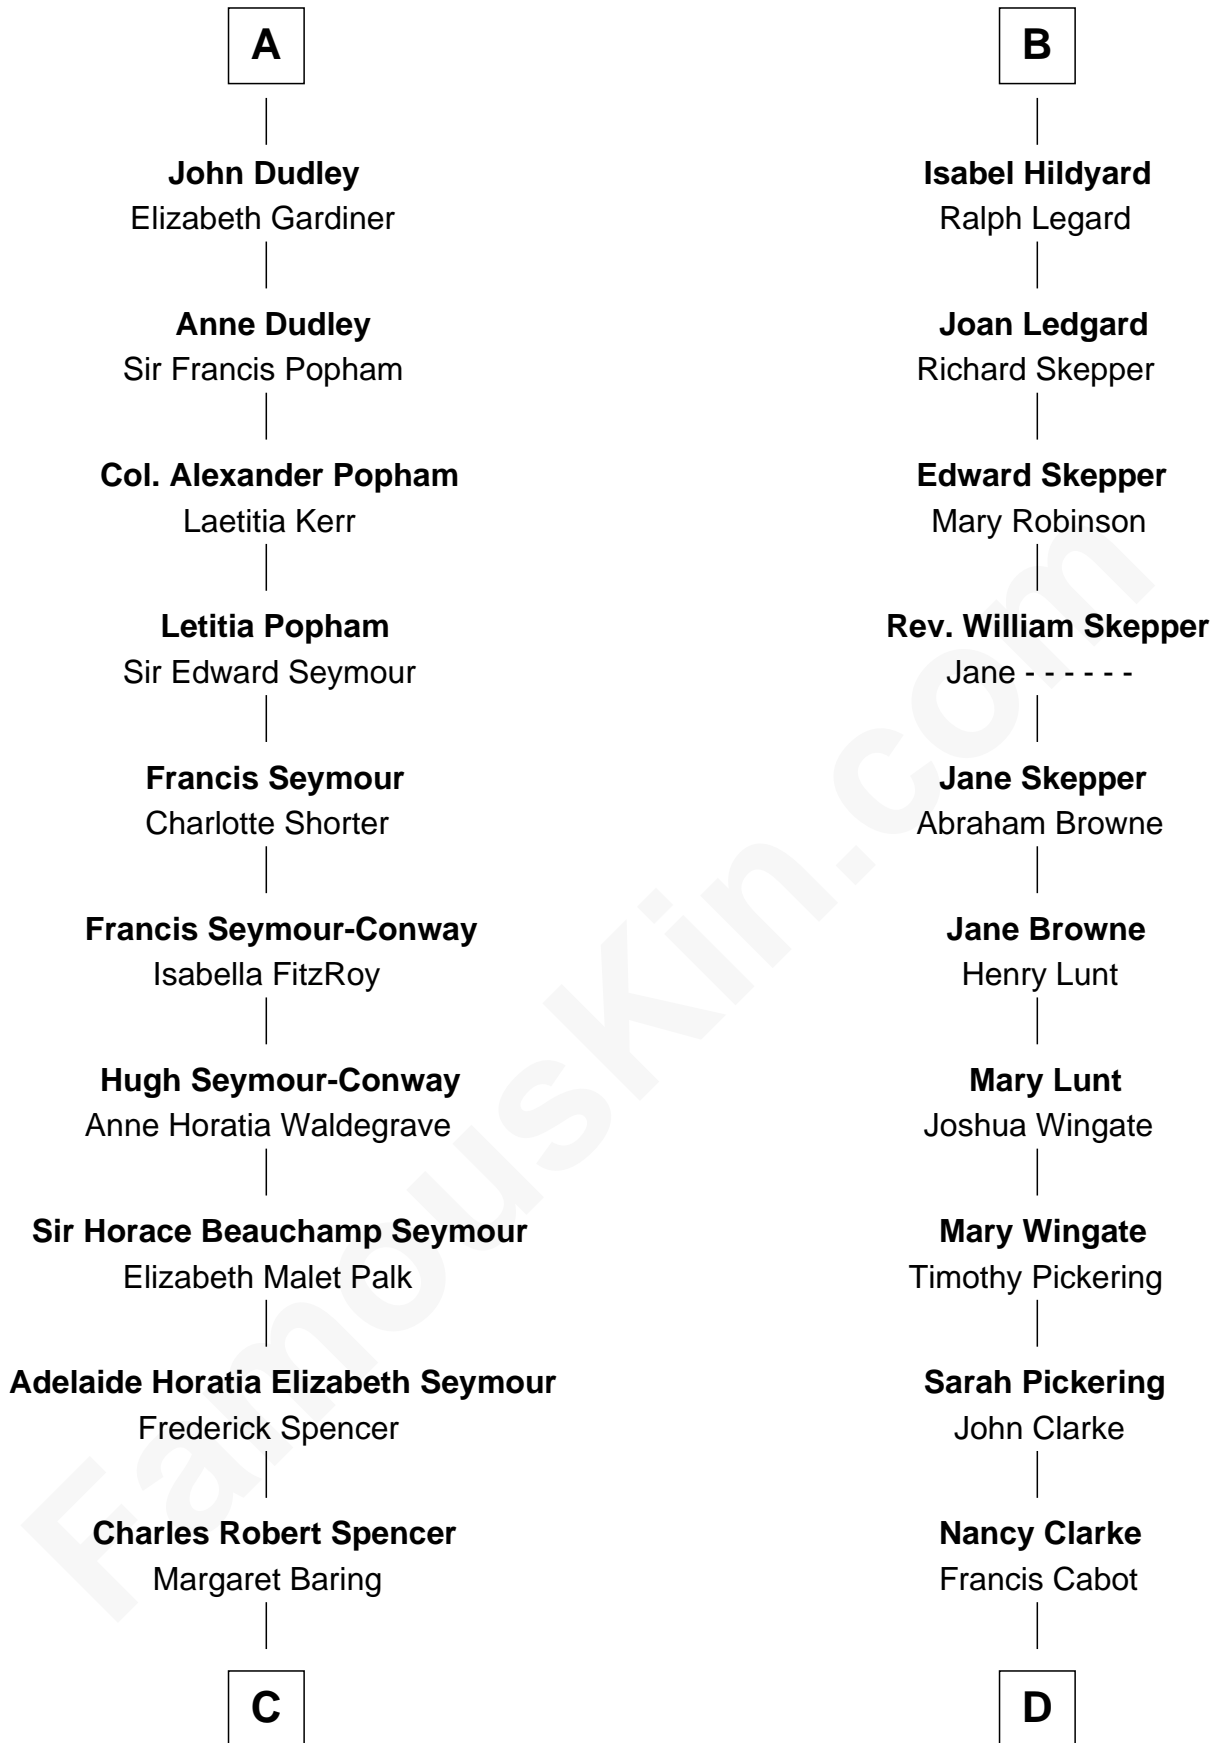 A
John Dudley
Elizabeth Gardiner
Anne Dudley
Sir Francis Popham
Col. Alexander Popham
Laetitia Kerr
Letitia Popham
Sir Edward Seymour
Francis Seymour
Charlotte Shorter
Francis Seymour-Conway
Isabella FitzRoy
Hugh Seymour-Conway
Anne Horatia Waldegrave
Sir Horace Beauchamp Seymour
Elizabeth Malet Palk
Adelaide Horatia Elizabeth Seymour
Frederick Spencer
Charles Robert Spencer
Margaret Baring
C
B
Isabel Hildyard
Ralph Legard
Joan Ledgard
Richard Skepper
Edward Skepper
Mary Robinson
Rev. William Skepper
Jane - - - - - -
Jane Skepper
Abraham Browne
Jane Browne
Henry Lunt
Mary Lunt
Joshua Wingate
Mary Wingate
Timothy Pickering
Sarah Pickering
John Clarke
Nancy Clarke
Francis Cabot
D
FamousKin.com